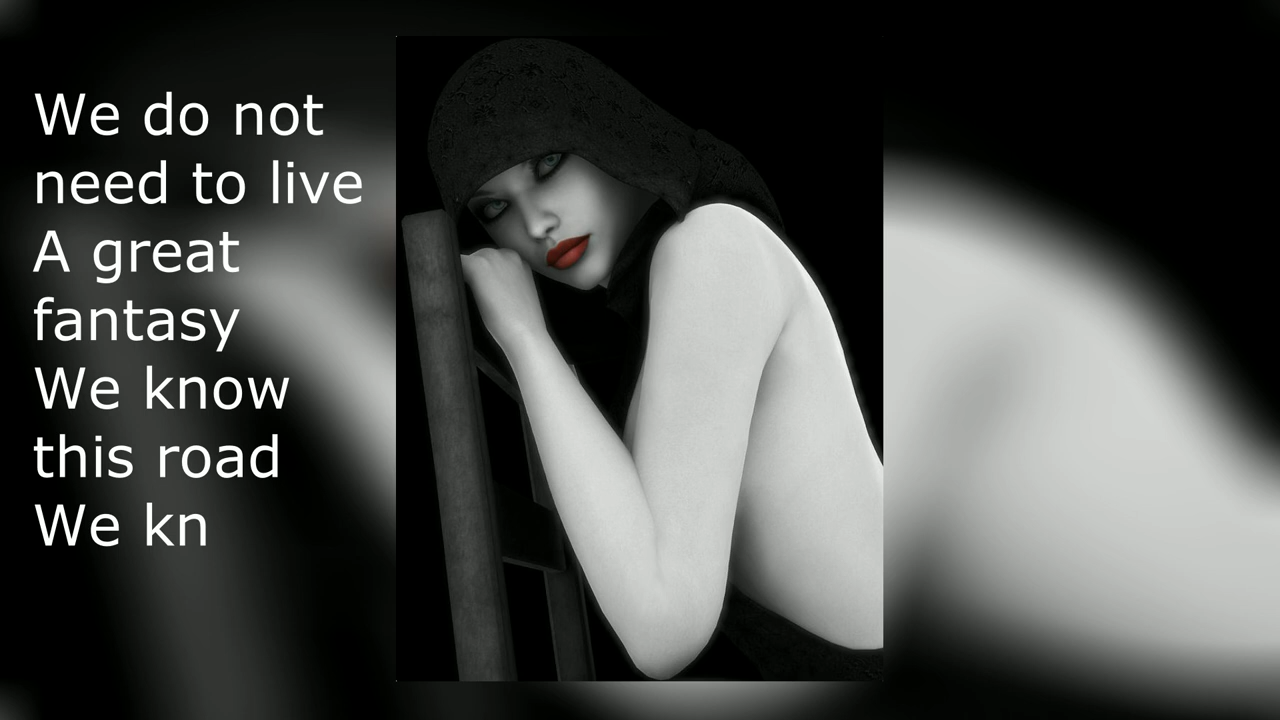 We do not
need to live
A great
fantasy
We know
this road
We kn